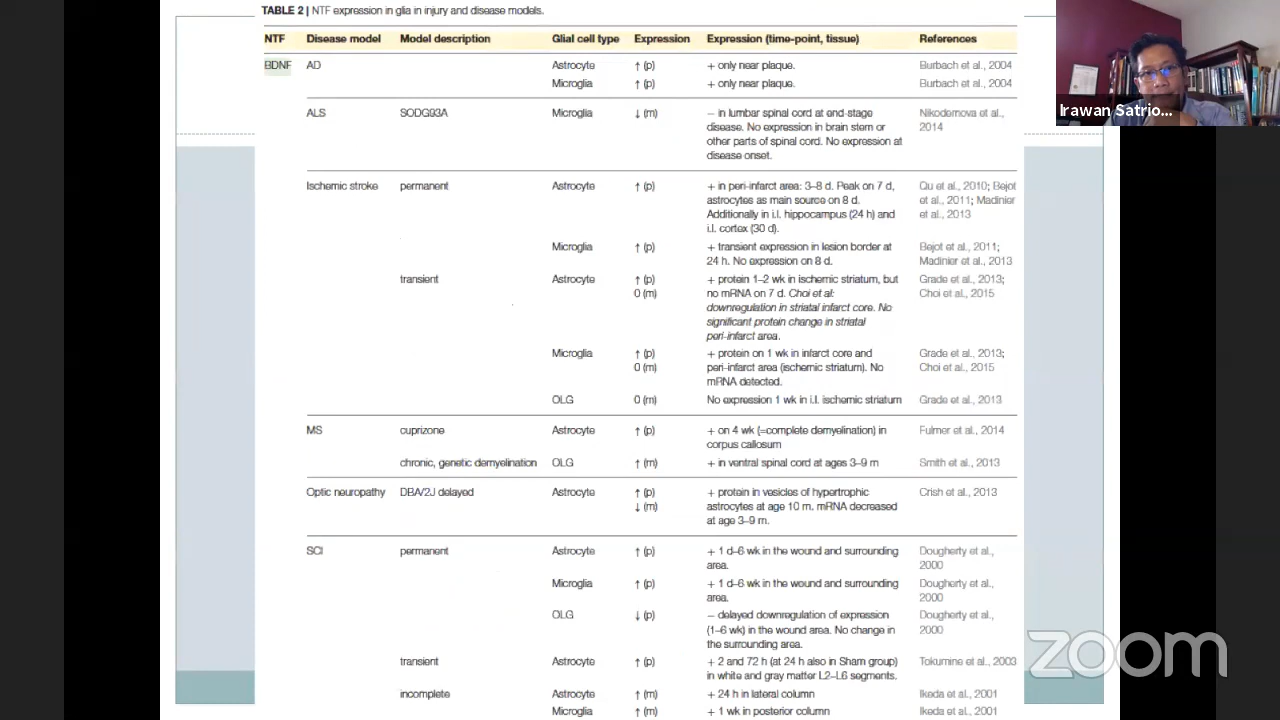 TABLE 2 | NTF expression in glia in injury and disease models.
NTF Disease model Model description Glial cell type Expression Expression (time-point, tissue) References
BDNF AD Astrocyte ↑ (p) + only near plaque. Burbach et al., 2004
Microglia ↑ (p) + only near plaque. Burbach et al., 2004
ALS SODG93A Microglia ↓ (m) − in lumbar spinal cord at end-stage Nikodemova et al.,
disease. No expression in brain stem or 2014
other parts of spinal cord. No expression at
disease onset.
Ischemic stroke permanent Astrocyte ↑ (p) + in peri-infarct area: 3–8 d. Peak on 7 d, Qu et al., 2010; Bejot
astrocytes as main source on 8 d. et al., 2011; Madinier
Additionally in i.l. hippocampus (24 h) and et al., 2013
i.l. cortex (30 d).
Microglia ↑ (p) + transient expression in lesion border at Bejot et al., 2011;
24 h. No expression on 8 d. Madinier et al., 2013
transient Astrocyte ↑ (p) + protein 1–2 wk in ischemic striatum, but Grade et al., 2013;
0 (m) no mRNA on 7 d. Choi et al: Choi et al., 2015
downregulation in striatal infarct core. No
significant protein change in striatal
peri-infarct area.
Microglia ↑ (p) + protein on 1 wk in infarct core and Grade et al., 2013;
0 (m) peri-infarct area (ischemic striatum). No Choi et al., 2015
mRNA detected.
OLG 0 (m) No expression 1 wk in i.l. ischemic striatum Grade et al., 2013
MS cuprizone Astrocyte ↑ (p) + on 4 wk (=complete demyelination) in Fulmer et al., 2014
corpus callosum
chronic, genetic demyelination OLG ↑ (m) + in ventral spinal cord at ages 3–9 m Smith et al., 2013
Optic neuropathy DBA/2J delayed Astrocyte ↑ (p) + protein in vesicles of hypertrophic Crish et al., 2013
↓ (m) astrocytes at age 10 m. mRNA decreased
at age 3–9 m.
SCI permanent Astrocyte ↑ (p) + 1 d–6 wk in the wound and surrounding Dougherty et al.,
area. 2000
Microglia ↑ (p) + 1 d–6 wk in the wound and surrounding Dougherty et al.,
area. 2000
OLG ↓ (p) − delayed downregulation of expression Dougherty et al.,
(1–6 wk) in the wound area. No change in 2000
the surrounding area.
transient Astrocyte ↑ (p) + 2 and 72 h (at 24 h also in Sham group) Tokumine et al., 2003
in white and gray matter L2–L6 segments.
incomplete Astrocyte ↑ (m) + 24 h in lateral column Ikeda et al., 2001
Microglia ↑ (m) + 1 wk in posterior column Ikeda et al., 2001
Irawan Satrio...
zoom